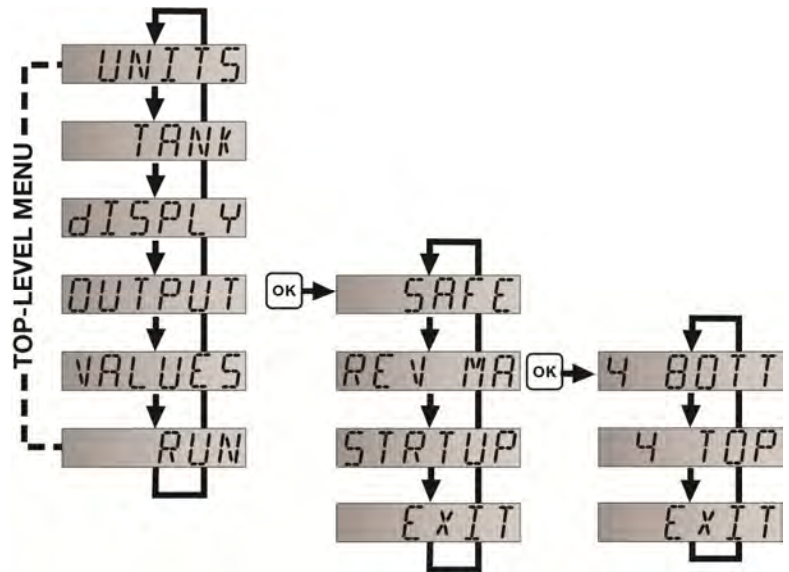 TOP-LEVEL MENU
UNITS
TANK
dISPLY
OUTPUT
VALUES
RUN
OK
SAFE
REV MA
STRTUP
ExIT
OK
4 BOTT
4 TOP
ExIT